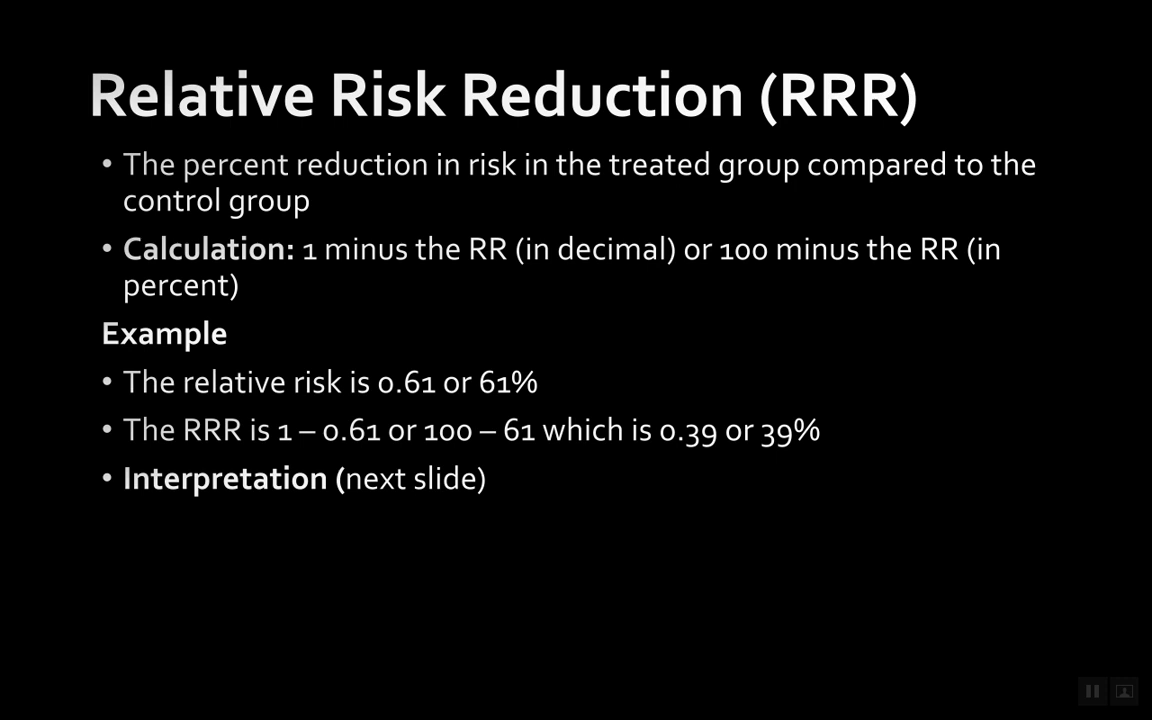 Relative Risk Reduction (RRR)
• The percent reduction in risk in the treated group compared to the
control group
• Calculation: 1 minus the RR (in decimal) or 100 minus the RR (in
percent)
Example
• The relative risk is 0.61 or 61%
• The RRR is 1 – 0.61 or 100 – 61 which is 0.39 or 39%
• Interpretation (next slide)